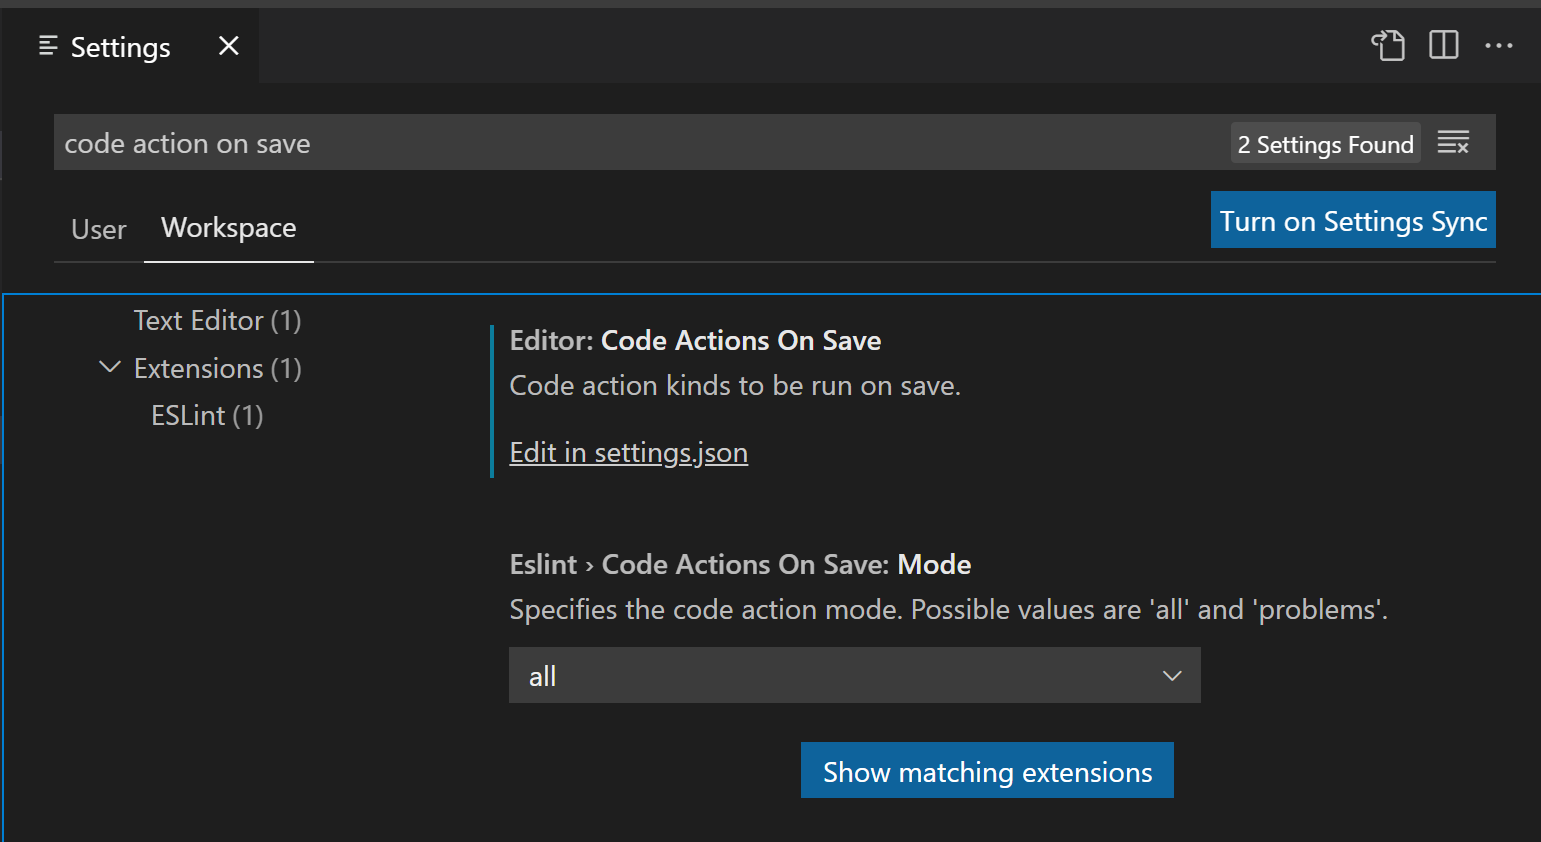 Settings
code action on save
2 Settings Found
User
Workspace
Turn on Settings Sync
Text Editor (1)
Extensions (1)
ESLint (1)
Editor: Code Actions On Save
Code action kinds to be run on save.
Edit in settings.json
Eslint › Code Actions On Save: Mode
Specifies the code action mode. Possible values are 'all' and 'problems'.
all
Show matching extensions